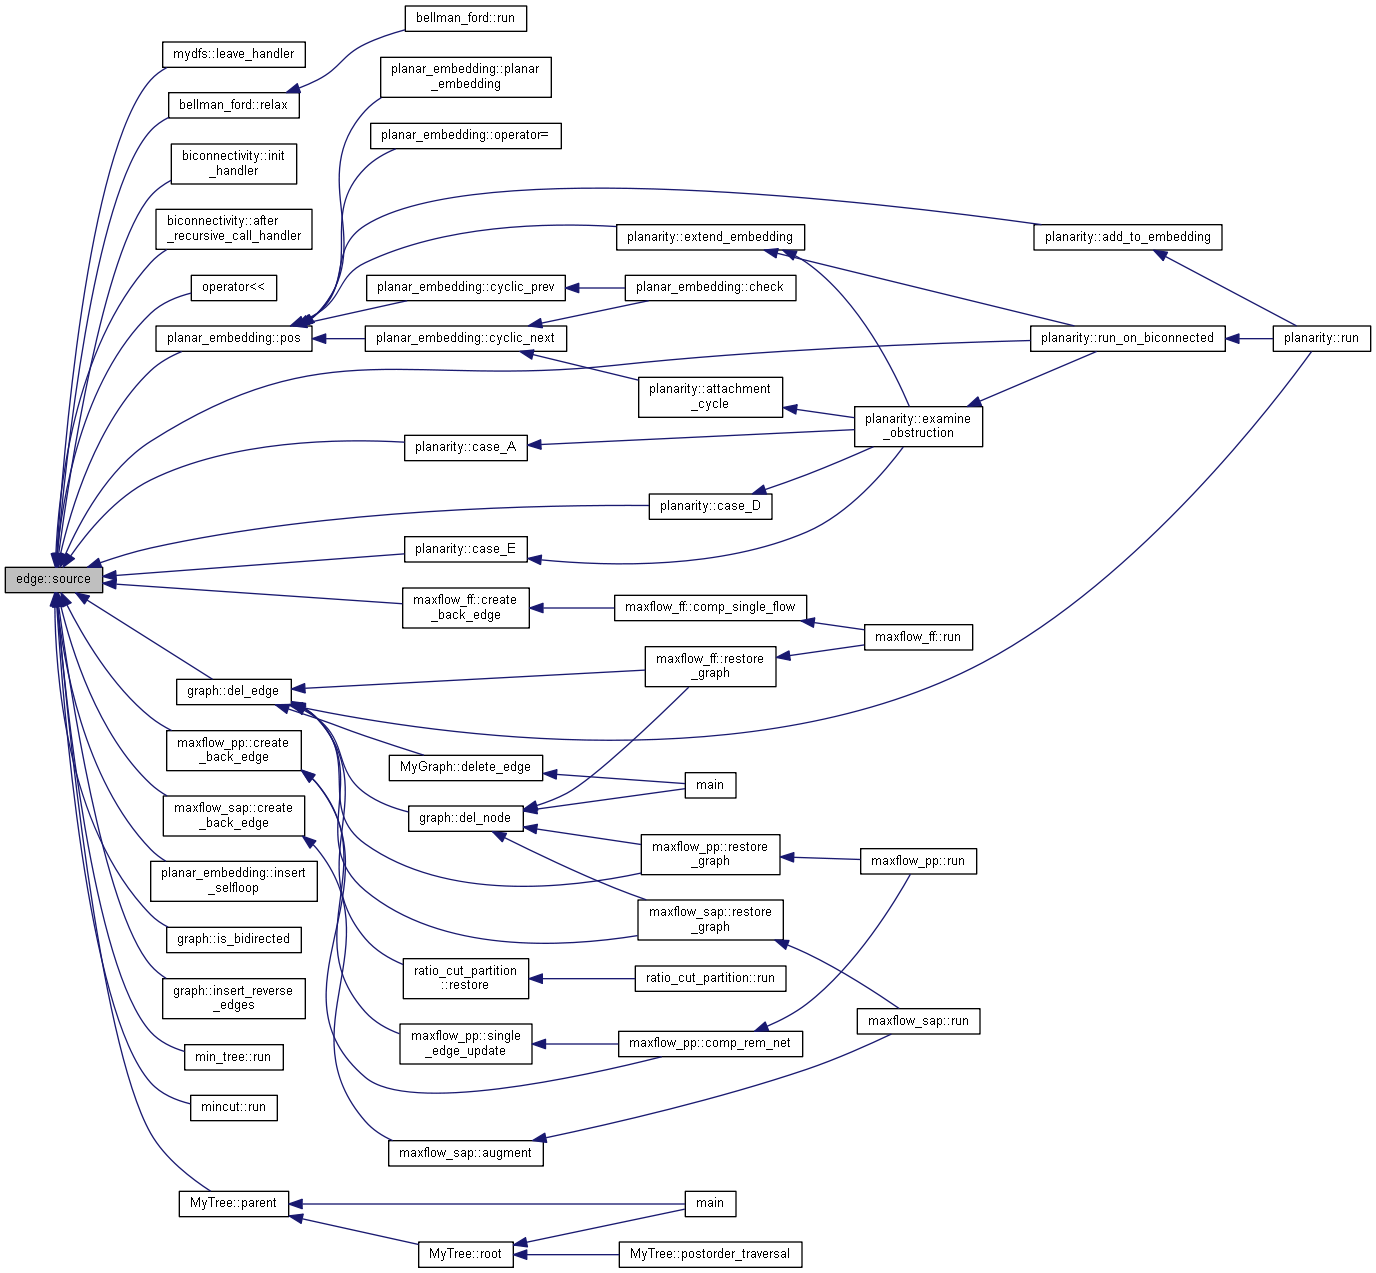 bellman_ford::run
mydfs::leave_handler
planar_embedding::planar
_embedding
bellman_ford::relax
planar_embedding::operator=
biconnectivity::init
_handler
biconnectivity::after
_recursive_call_handler
planarity::extend_embedding
planarity::add_to_embedding
operator<<
planar_embedding::cyclic_prev
planar_embedding::check
planar_embedding::pos
planar_embedding::cyclic_next
planarity::run_on_biconnected
planarity::run
planarity::attachment
_cycle
planarity::examine
_obstruction
planarity::case_A
planarity::case_D
planarity::case_E
edge::source
maxflow_ff::create
_back_edge
maxflow_ff::comp_single_flow
maxflow_ff::run
maxflow_ff::restore
_graph
graph::del_edge
maxflow_pp::create
_back_edge
MyGraph::delete_edge
main
maxflow_sap::create
_back_edge
graph::del_node
maxflow_pp::restore
_graph
maxflow_pp::run
planar_embedding::insert
_selfloop
maxflow_sap::restore
_graph
graph::is_bidirected
ratio_cut_partition
::restore
ratio_cut_partition::run
graph::insert_reverse
_edges
maxflow_sap::run
maxflow_pp::single
_edge_update
maxflow_pp::comp_rem_net
min_tree::run
mincut::run
maxflow_sap::augment
MyTree::parent
main
MyTree::root
MyTree::postorder_traversal